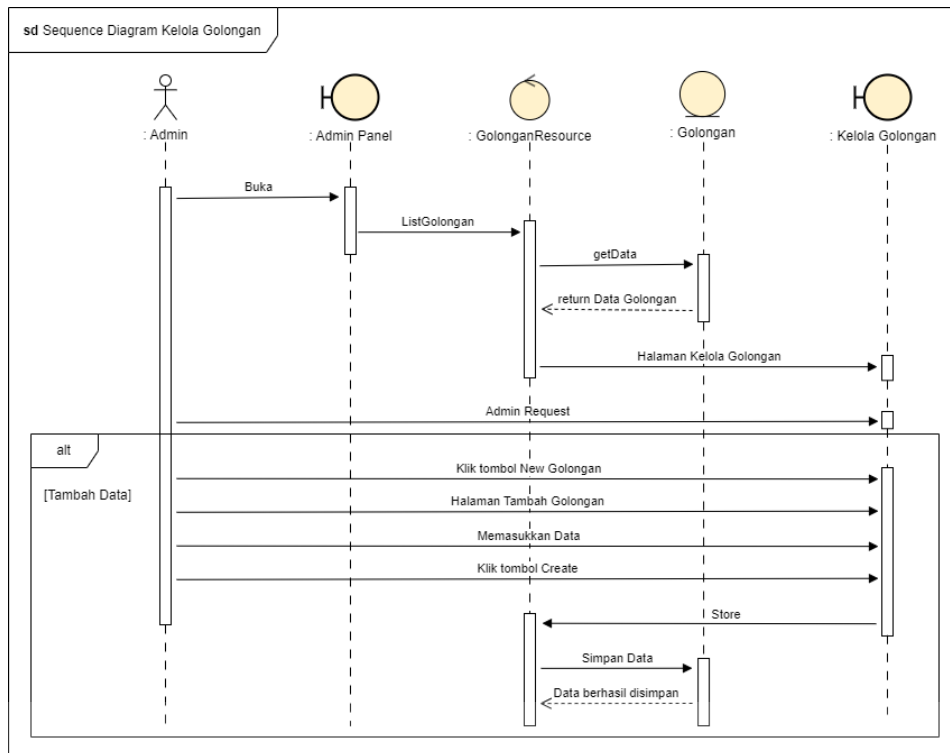 sd Sequence Diagram Kelola Golongan
: Admin
: Admin Panel
: GolonganResource
: Golongan
: Kelola Golongan
Buka
ListGolongan
getData
return Data Golongan
Halaman Kelola Golongan
Admin Request
alt
Klik tombol New Golongan
[Tambah Data]
Halaman Tambah Golongan
Memasukkan Data
Klik tombol Create
Store
Simpan Data
Data berhasil disimpan